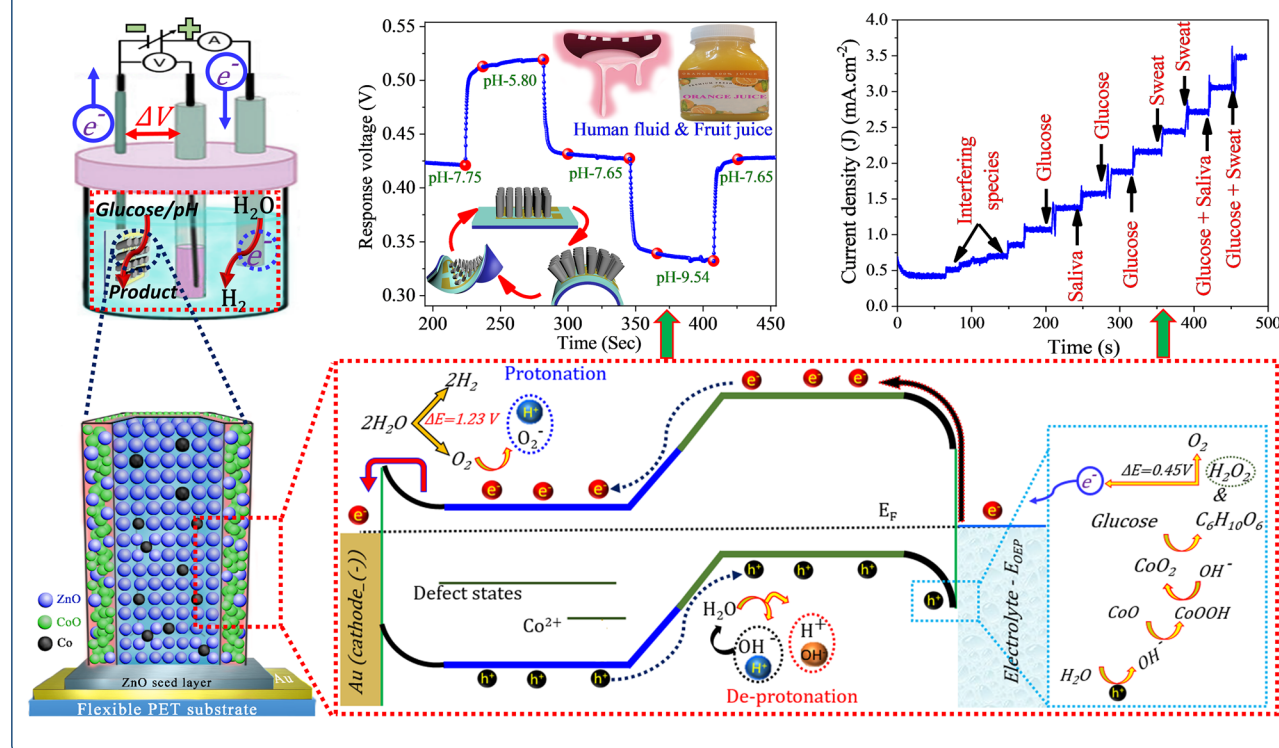 A
V
e⁻
e⁻
ΔV
Glucose/pH
H₂O
e⁻
Product
H₂
0.55
0.50
0.45
0.40
0.35
0.30
Response voltage (V)
pH-5.80
ORANGE JUICE
Human fluid & Fruit juice
pH-7.75
pH-7.65
pH-7.65
pH-9.54
200
250
300
350
400
450
Time (Sec)
4.0
3.5
3.0
2.5
2.0
1.5
1.0
0.5
0.0
Current density (J) (mA.cm⁻²)
Interfering
species
Glucose
Saliva
Glucose
Glucose
Sweat
Sweat
Glucose + Saliva
Glucose + Sweat
0
100
200
300
400
500
Time (s)
ZnO
CoO
Co
ZnO seed layer
Au
Flexible PET substrate
Protonation
2H₂
2H₂O
ΔE=1.23 V
O₂
H⁺
O₂⁻
e⁻
e⁻
e⁻
e⁻
e⁻
e⁻
e⁻
e⁻
E_F
Au (cathode_(-))
Defect states
Co²⁺
h⁺
h⁺
h⁺
h⁺
h⁺
h⁺
h⁺
H₂O
OH⁻
H⁺
H⁺
OH⁻
De-protonation
Electrolyte - E_OEP
O₂
e⁻
ΔE=0.45V
H₂O₂
&
Glucose
C₆H₁₀O₆
CoO₂
OH⁻
CoO
CoOOH
H₂O
OH⁻
h⁺